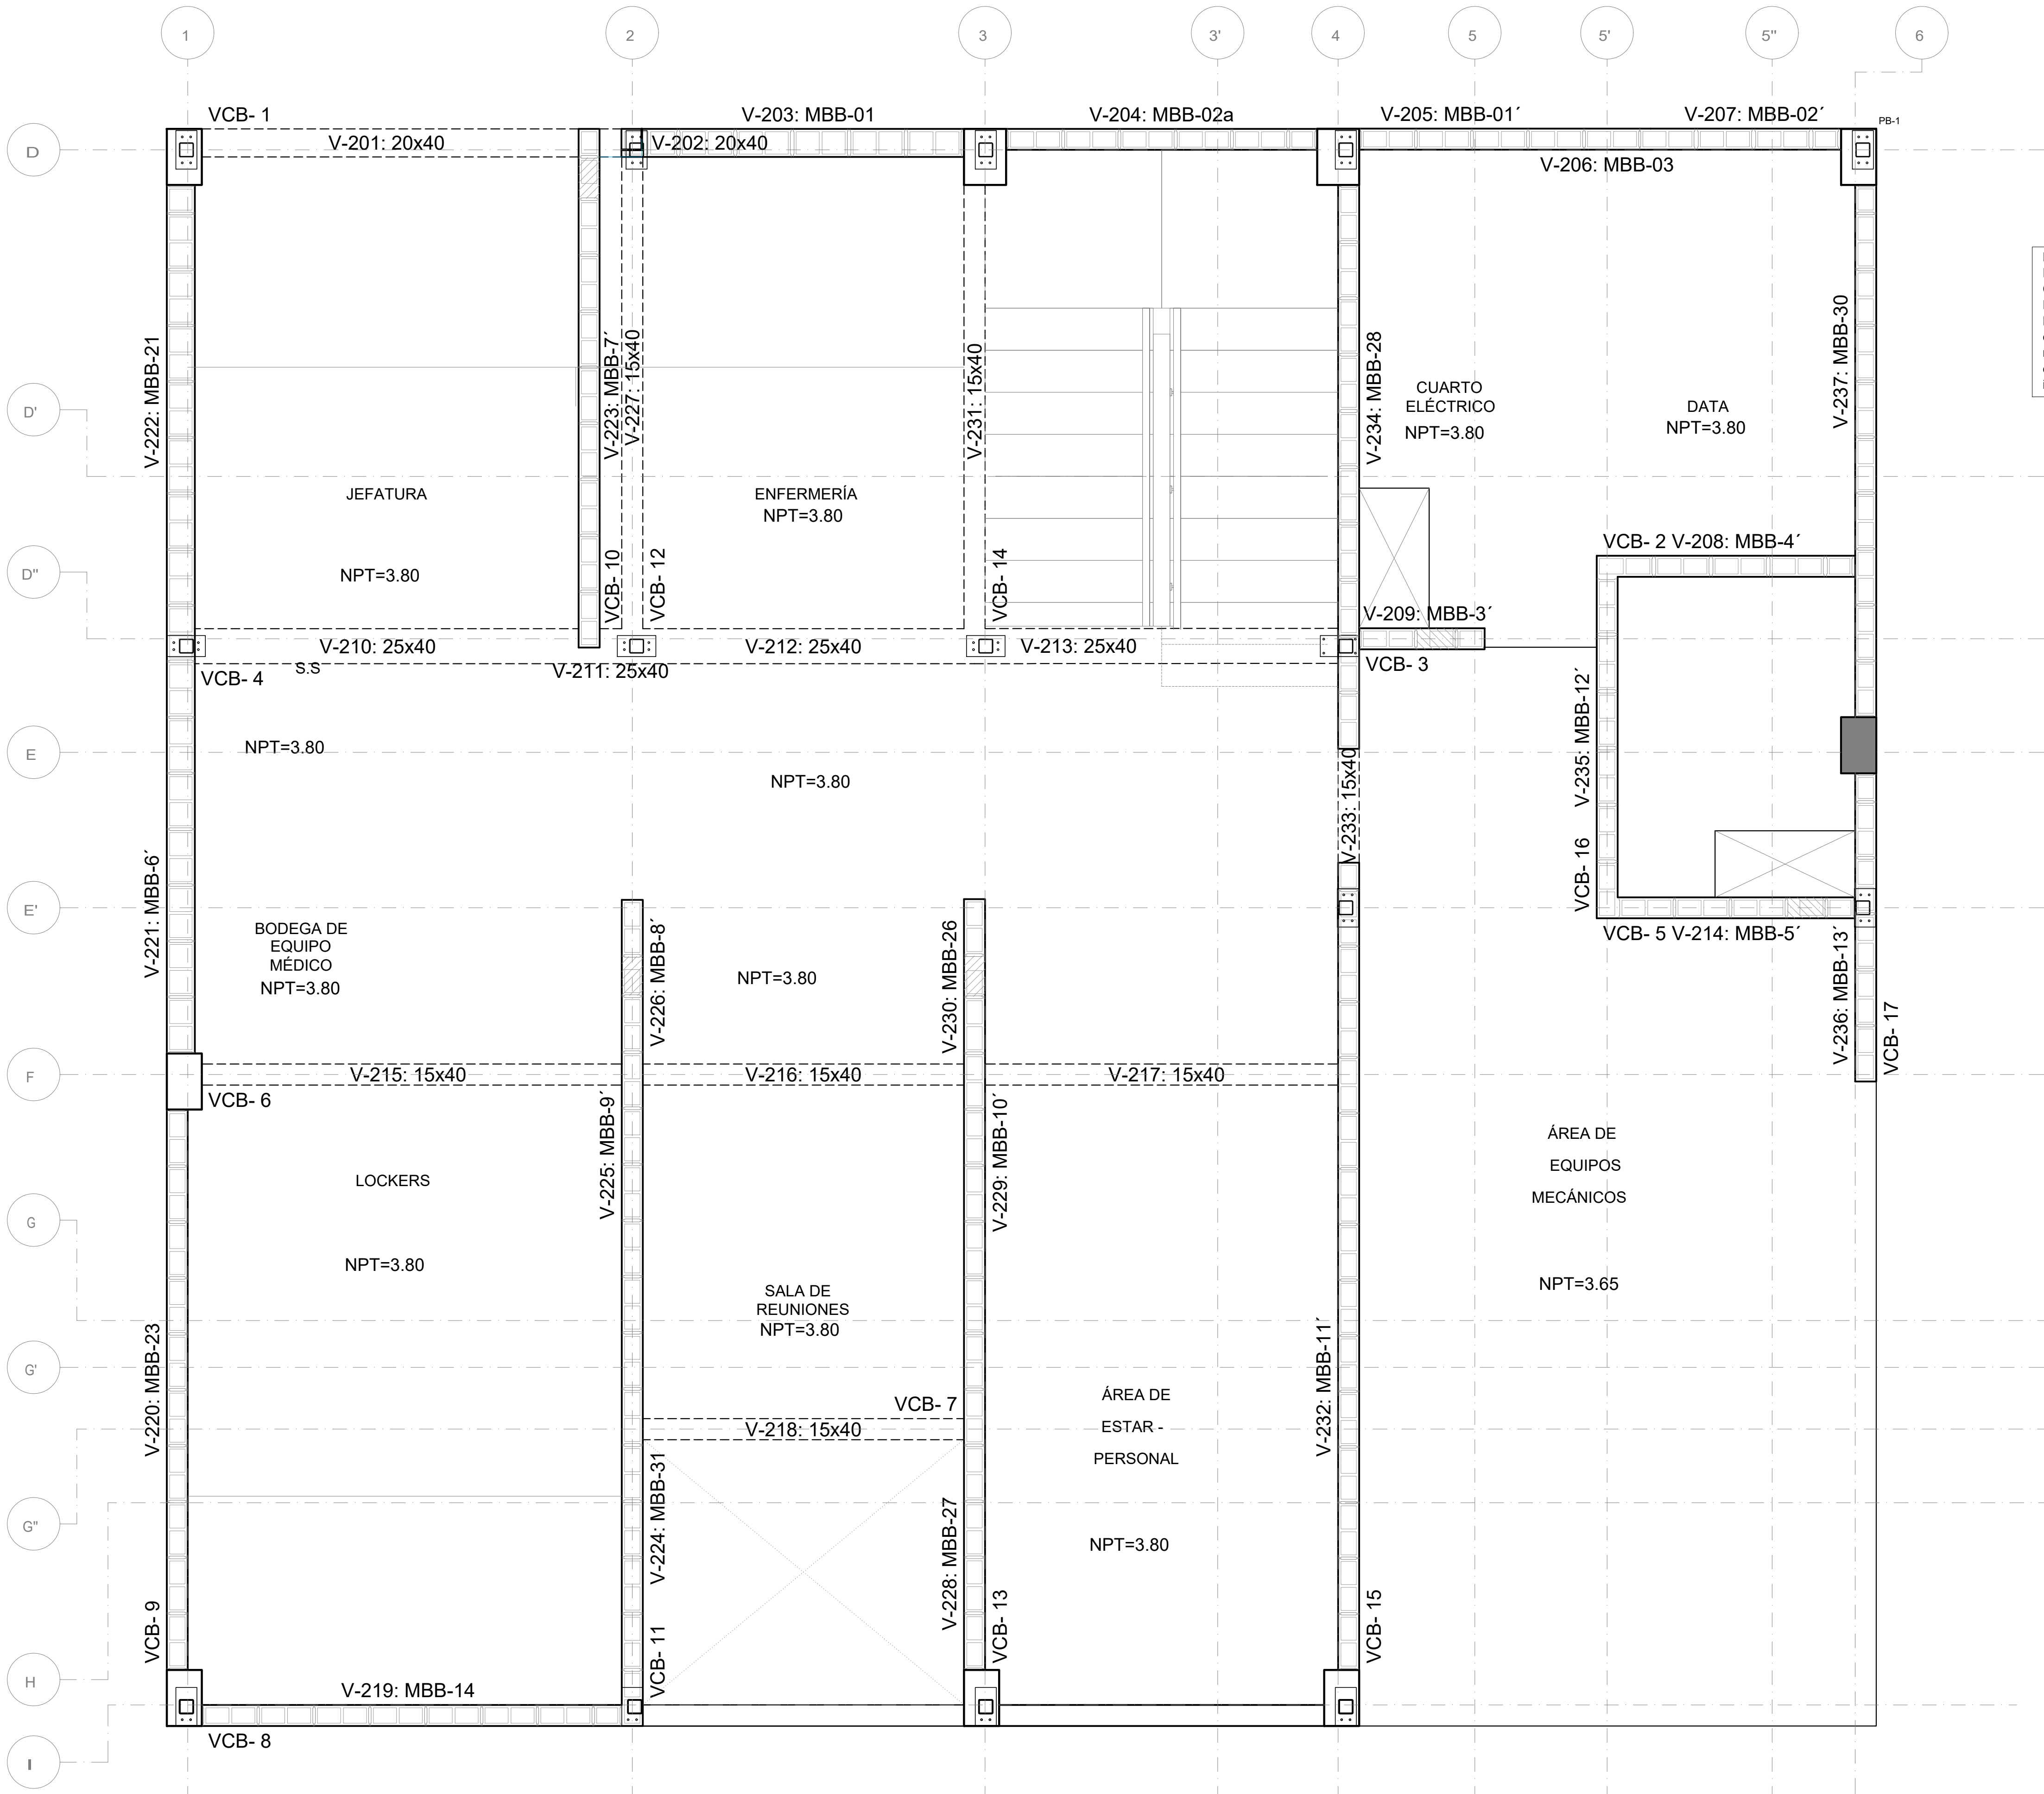 1
2
3
3'
4
5
5'
5"
6
VCB- 1
V-203: MBB-01
V-204: MBB-02a
V-205: MBB-01´
V-207: MBB-02´
PB-1
D
V-201: 20x40
V-202: 20x40
V-206: MBB-03
V-222: MBB-21
V-223: MBB-7´
V-227: 15x40
V-231: 15x40
V-234: MBB-28
V-237: MBB-30
D'
CUARTO
ELÉCTRICO
NPT=3.80
DATA
NPT=3.80
JEFATURA
NPT=3.80
ENFERMERÍA
NPT=3.80
D"
VCB- 10
VCB- 12
VCB- 14
VCB- 2 V-208: MBB-4´
V-209: MBB-3´
VCB- 3
V-210: 25x40
V-212: 25x40
V-213: 25x40
S.S
VCB- 4
V-211: 25x40
E
NPT=3.80
NPT=3.80
V-233: 15x40
V-235: MBB-12´
VCB- 16
V-221: MBB-6´
E'
BODEGA DE
EQUIPO
MÉDICO
NPT=3.80
V-226: MBB-8´
NPT=3.80
V-230: MBB-26
VCB- 5 V-214: MBB-5´
V-236: MBB-13´
VCB- 17
F
V-215: 15x40
V-216: 15x40
V-217: 15x40
VCB- 6
V-225: MBB-9´
V-229: MBB-10´
ÁREA DE
EQUIPOS
MECÁNICOS
NPT=3.65
LOCKERS
NPT=3.80
G
SALA DE
REUNIONES
NPT=3.80
G'
V-220: MBB-23
V-232: MBB-11´
VCB- 7
V-218: 15x40
ÁREA DE
ESTAR -
PERSONAL
NPT=3.80
G"
V-224: MBB-31
V-228: MBB-27
VCB- 9
VCB- 11
VCB- 13
VCB- 15
H
V-219: MBB-14
VCB- 8
I